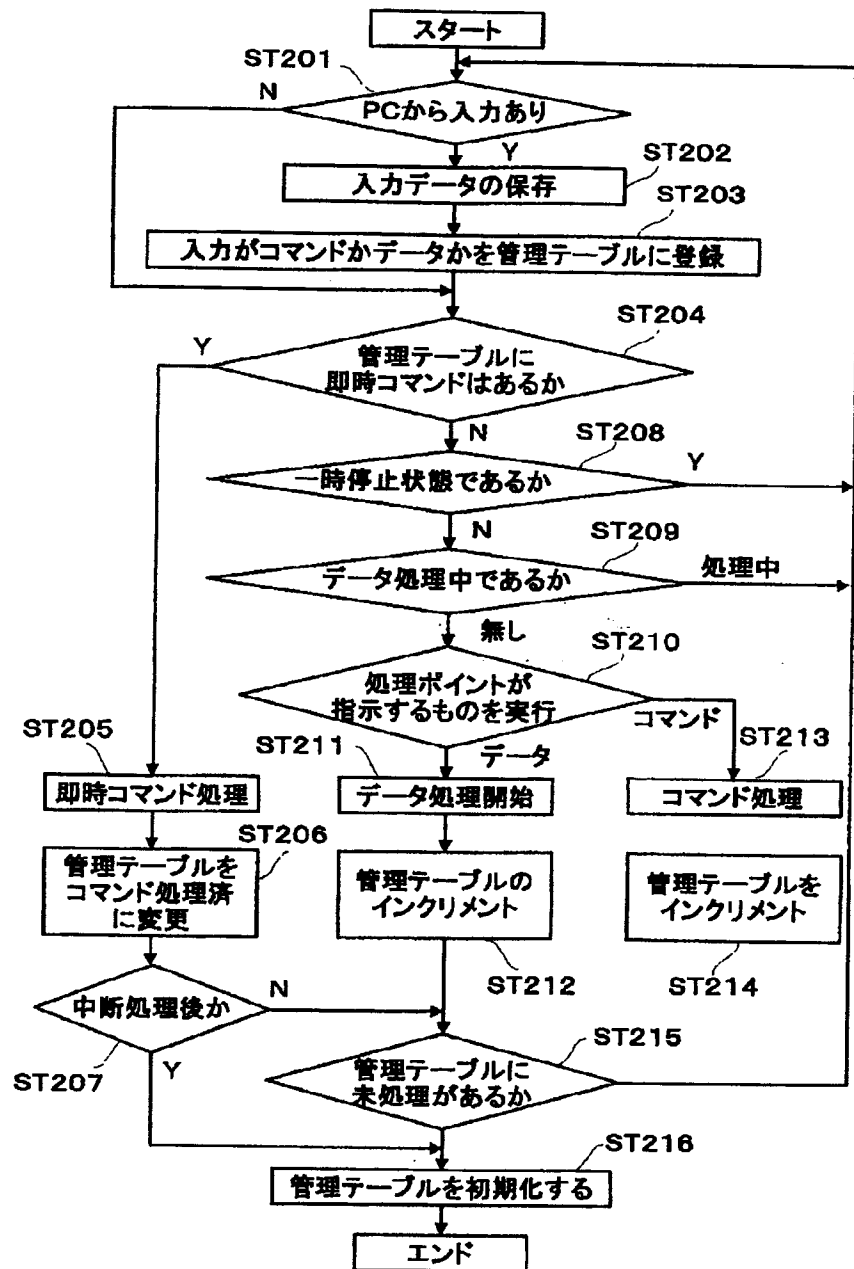 スタート
ST201
N
PCから入力あり
Y
ST202
入力データの保存
ST203
入力がコマンドかデータかを管理テーブルに登録
ST204
Y
管理テーブルに
即時コマンドはあるか
N
ST208
一時停止状態であるか
Y
N
ST209
データ処理中であるか
処理中
無し
ST210
処理ポイントが
指示するものを実行
コマンド
ST205
ST211
データ
ST213
即時コマンド処理
データ処理開始
コマンド処理
ST206
管理テーブルを
コマンド処理済
に変更
管理テーブルの
インクリメント
管理テーブルを
インクリメント
ST212
ST214
中断処理後か
N
ST207
Y
ST215
管理テーブルに
未処理があるか
ST216
管理テーブルを初期化する
エンド